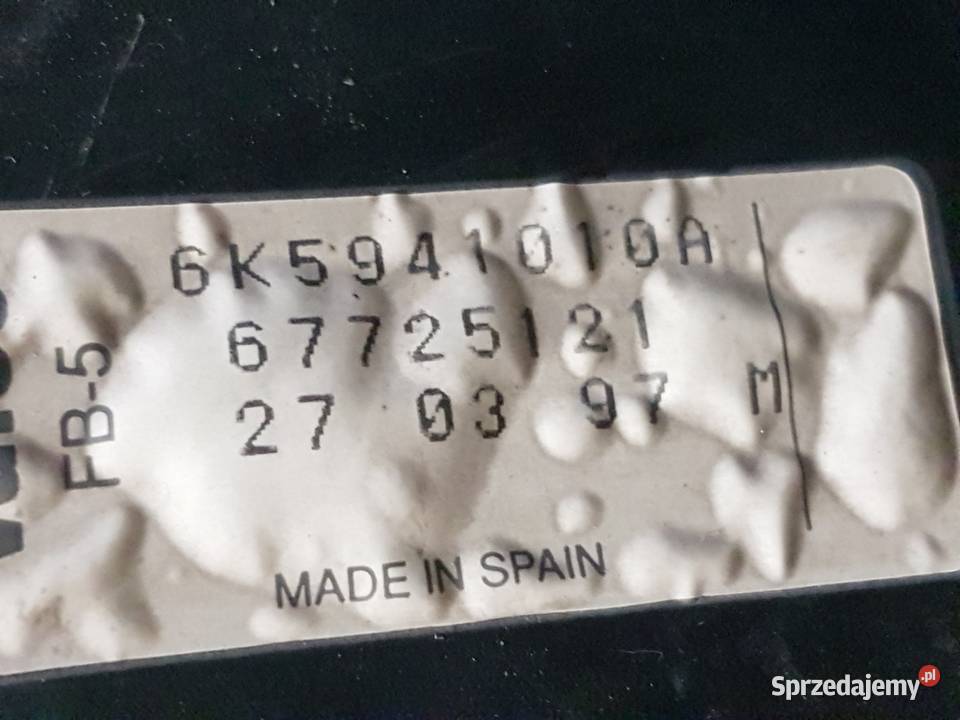 6K5941010A
67725121
27 03 97 M
FB-5
MADE IN SPAIN
Sprzedajemy.pl